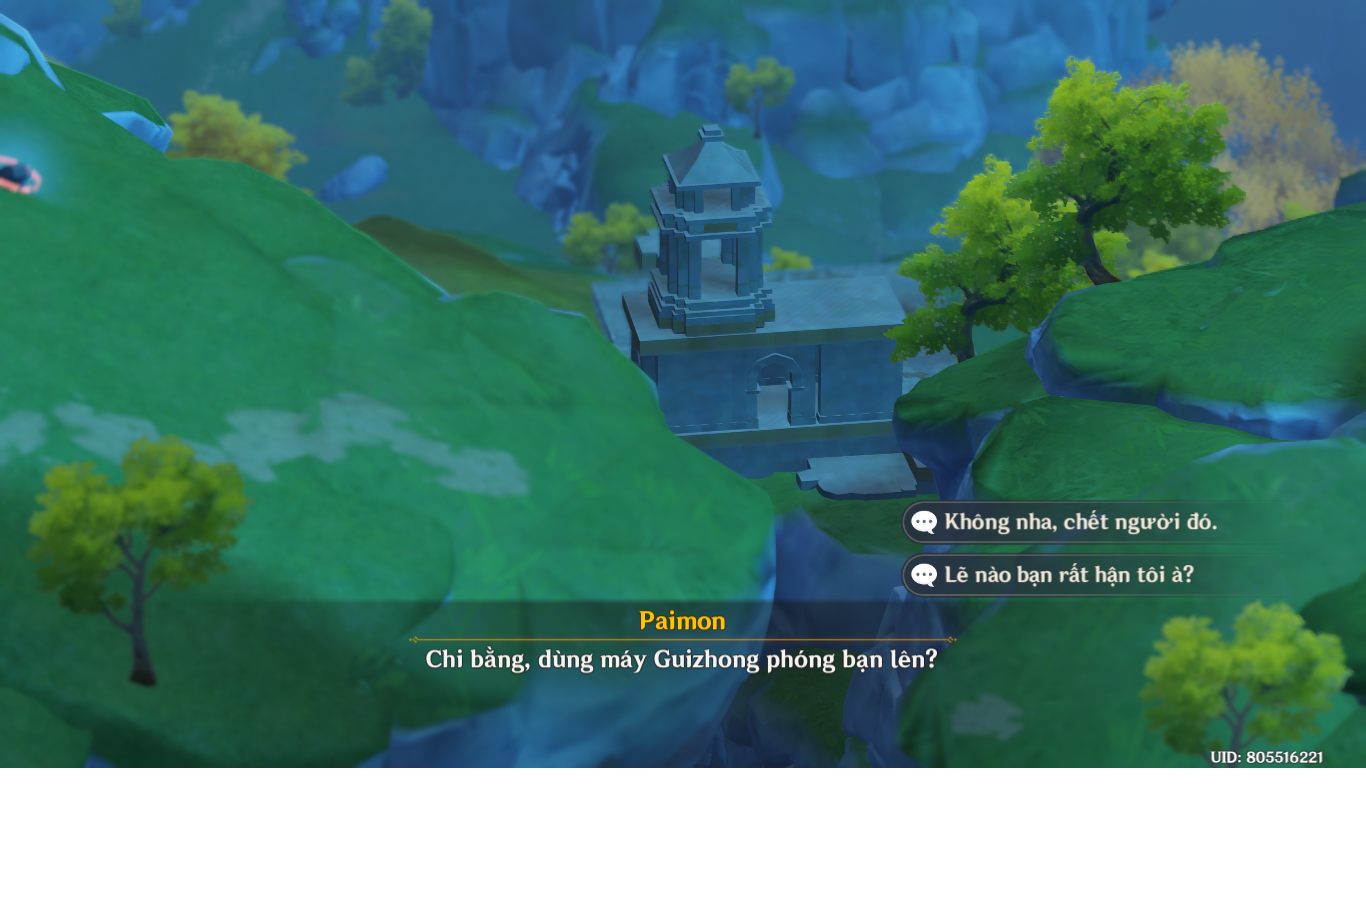 Không nha, chết người đó.
Lẽ nào bạn rất hận tôi à?
Paimon
Chi bằng, dùng máy Guizhong phóng bạn lên?
UID: 805516221